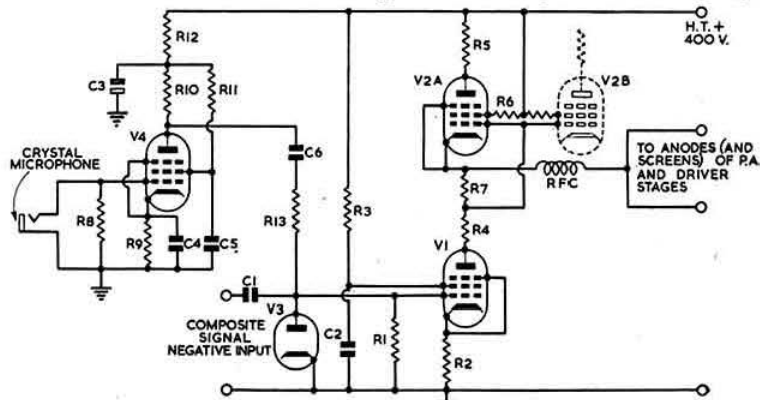 R12
H.T.+
400 V.
R5
V2A
V2B
C3
R10
R11
R6
V4
CRYSTAL
MICROPHONE
C6
TO ANODES (AND
SCREENS) OF P.A.
AND DRIVER
STAGES
RFC
R7
R8
R13
R3
R4
R9
C4
C5
V1
C1
V3
COMPOSITE
SIGNAL
NEGATIVE INPUT
C2
R1
R2